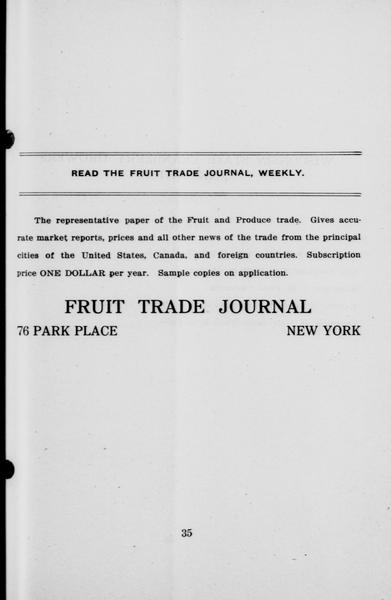 READ THE FRUIT TRADE JOURNAL, WEEKLY.
The representative paper of the Fruit and Produce trade. Gives accu-
rate market reports, prices and all other news of the trade from the principal
cities of the United States, Canada, and foreign countries. Subscription
price ONE DOLLAR per year. Sample copies on application.
FRUIT TRADE JOURNAL
76 PARK PLACE NEW YORK
35